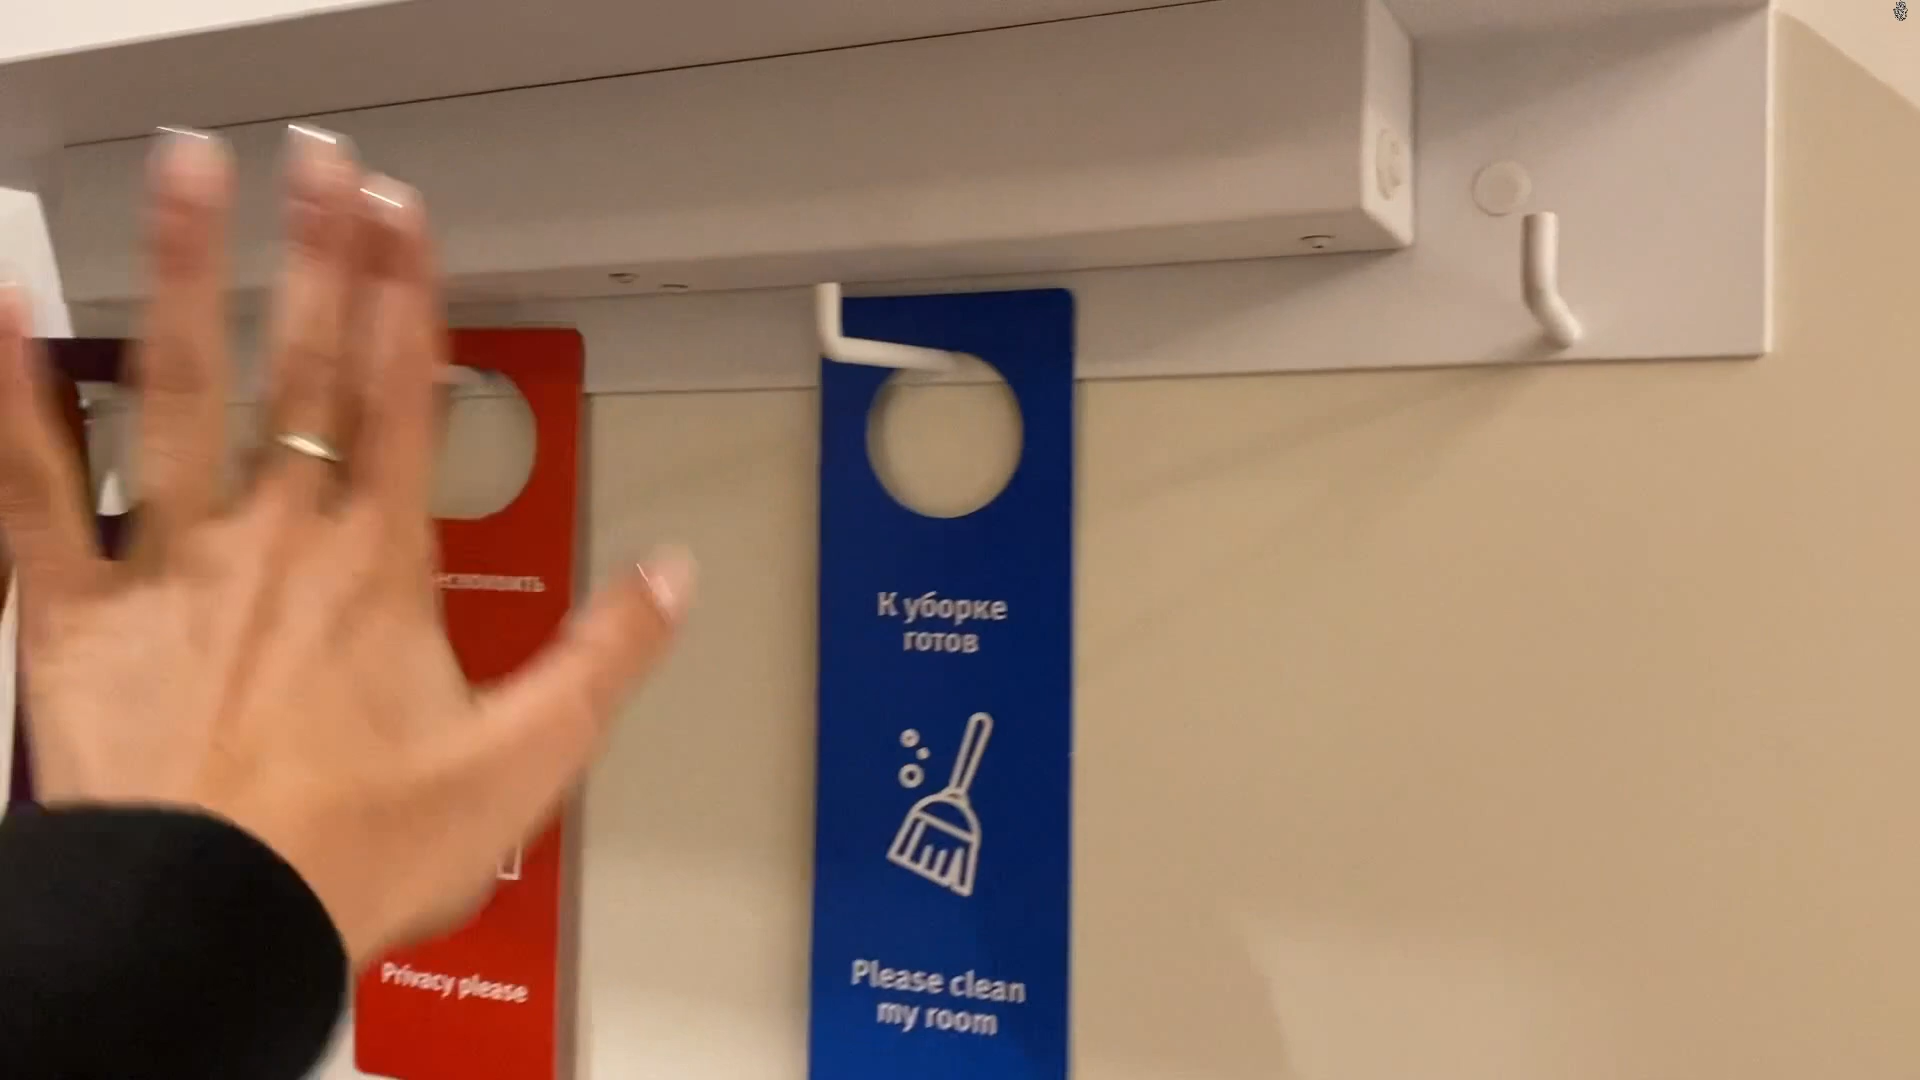 Privacy please
К уборке
готов
Please clean
my room